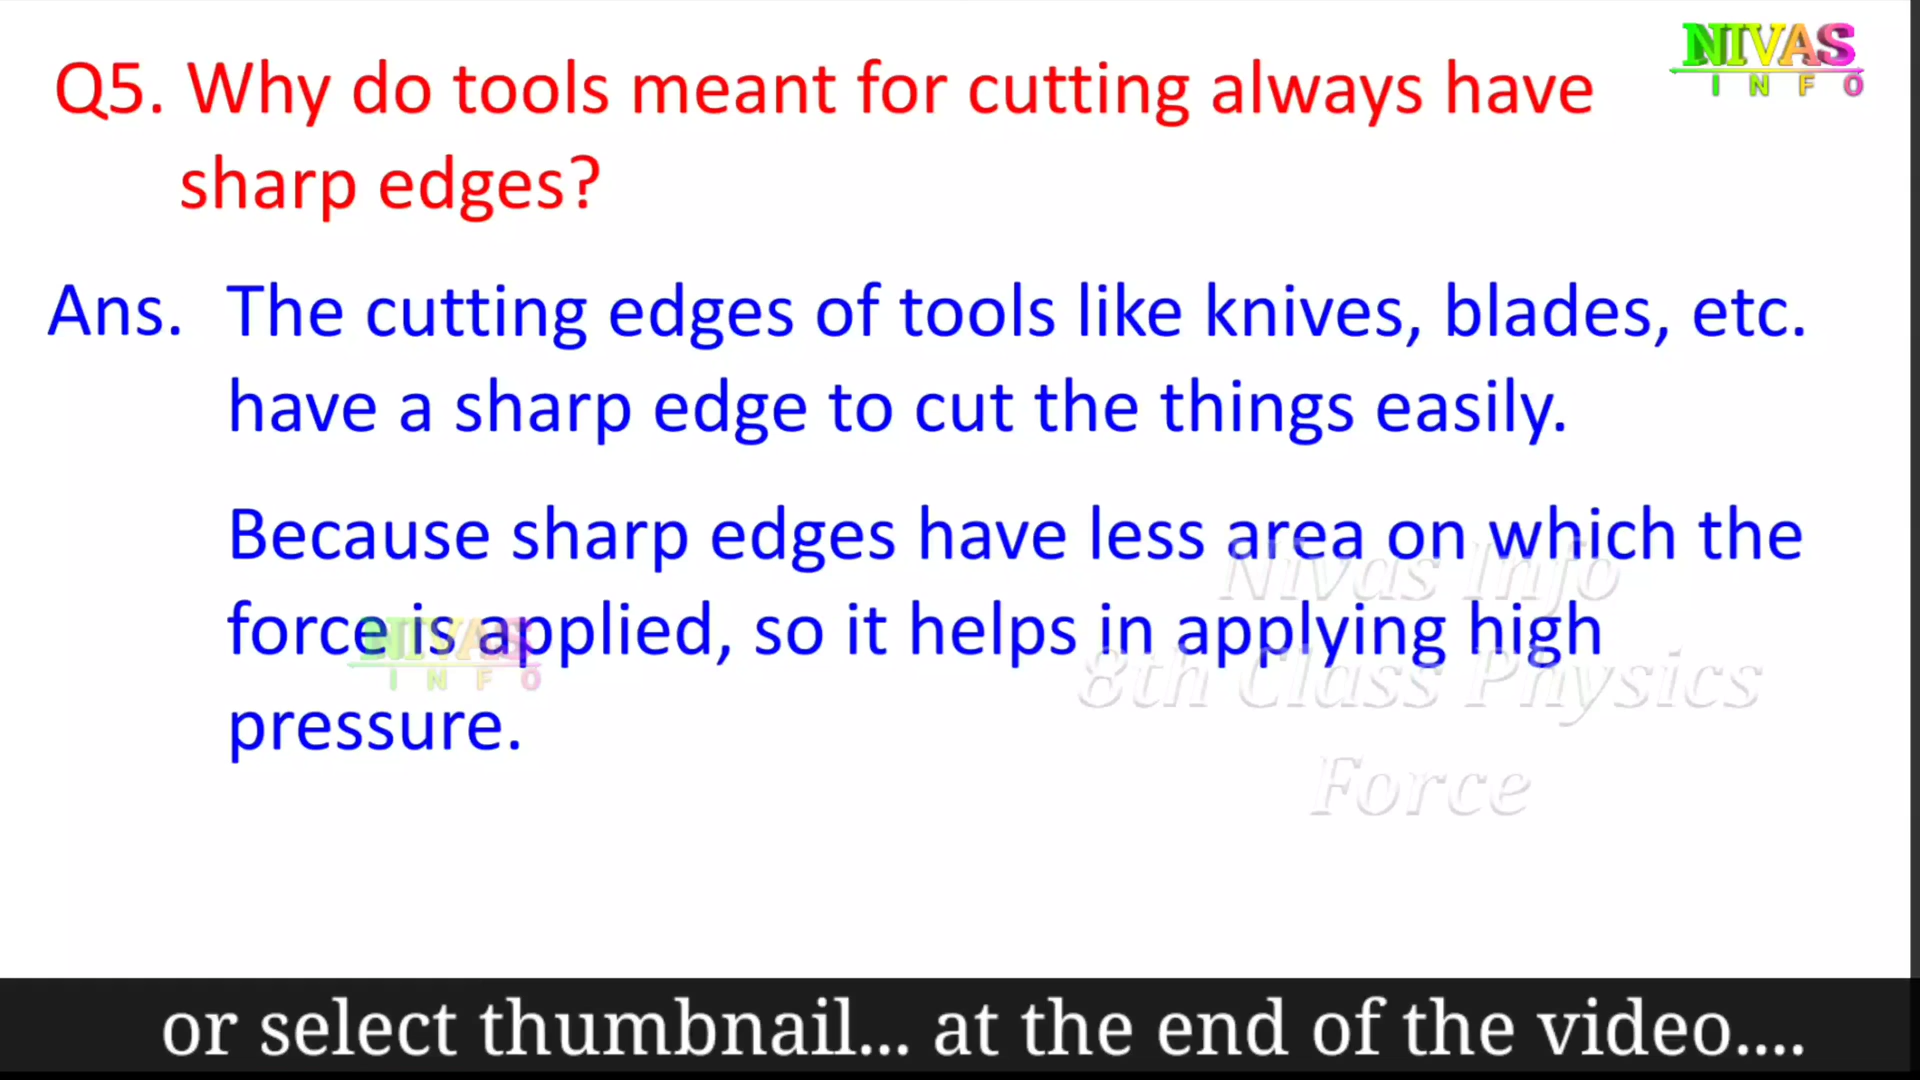 NIVAS
INFO
Q5. Why do tools meant for cutting always have
sharp edges?
Ans. The cutting edges of tools like knives, blades, etc.
have a sharp edge to cut the things easily.
Because sharp edges have less area on which the
Nivas Info
force is applied, so it helps in applying high
NIVAS
INFO
8th Class Physics
pressure.
Force
or select thumbnail... at the end of the video....